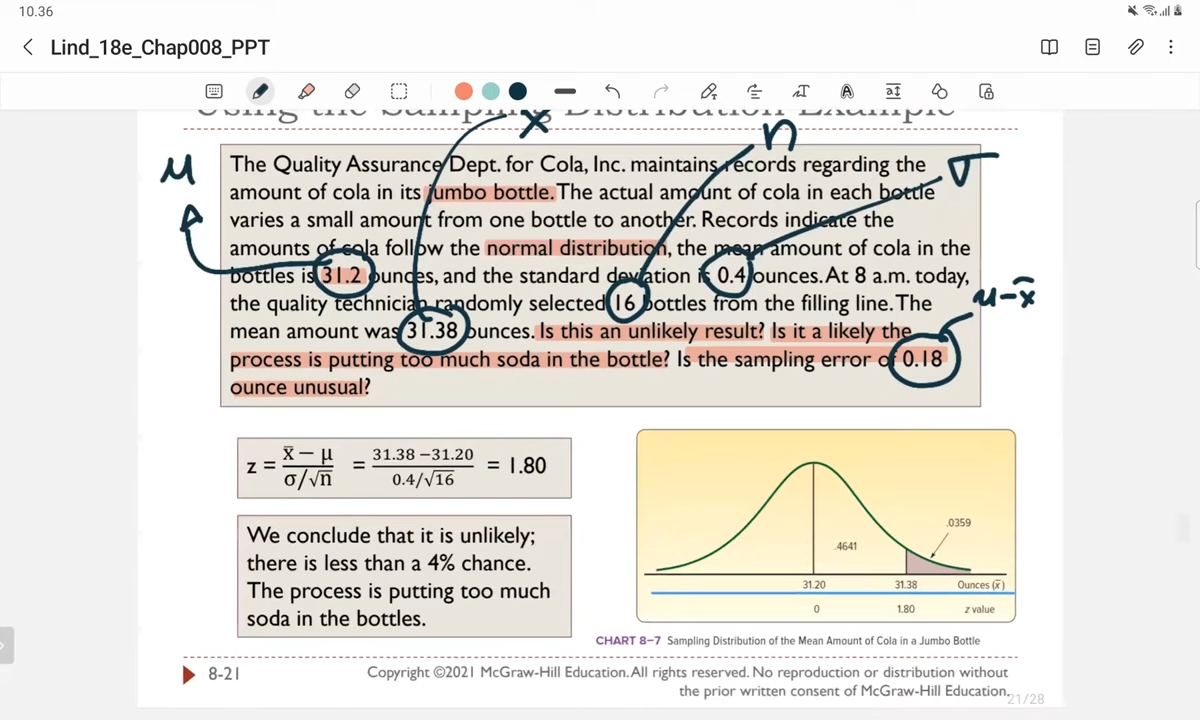 10.36
Lind_18e_Chap008_PPT
Using the Sampling Distribution Example
x
n
μ
σ
The Quality Assurance Dept. for Cola, Inc. maintains records regarding the
amount of cola in its jumbo bottle. The actual amount of cola in each bottle
varies a small amount from one bottle to another. Records indicate the
amounts of cola follow the normal distribution, the mean amount of cola in the
bottles is 31.2 ounces, and the standard deviation is 0.4 ounces. At 8 a.m. today,
the quality technician randomly selected 16 bottles from the filling line. The
μ-x̄
mean amount was 31.38 ounces. Is this an unlikely result? Is it a likely the
process is putting too much soda in the bottle? Is the sampling error of 0.18
ounce unusual?
z = x̄ − μ / σ/√n = 31.38 −31.20 / 0.4/√16 = 1.80
We conclude that it is unlikely;
there is less than a 4% chance.
The process is putting too much
soda in the bottles.
.0359
.4641
31.20 31.38 Ounces (x̄)
0 1.80 z value
CHART 8–7 Sampling Distribution of the Mean Amount of Cola in a Jumbo Bottle
8-21
Copyright ©2021 McGraw-Hill Education. All rights reserved. No reproduction or distribution without
the prior written consent of McGraw-Hill Education.
21/28